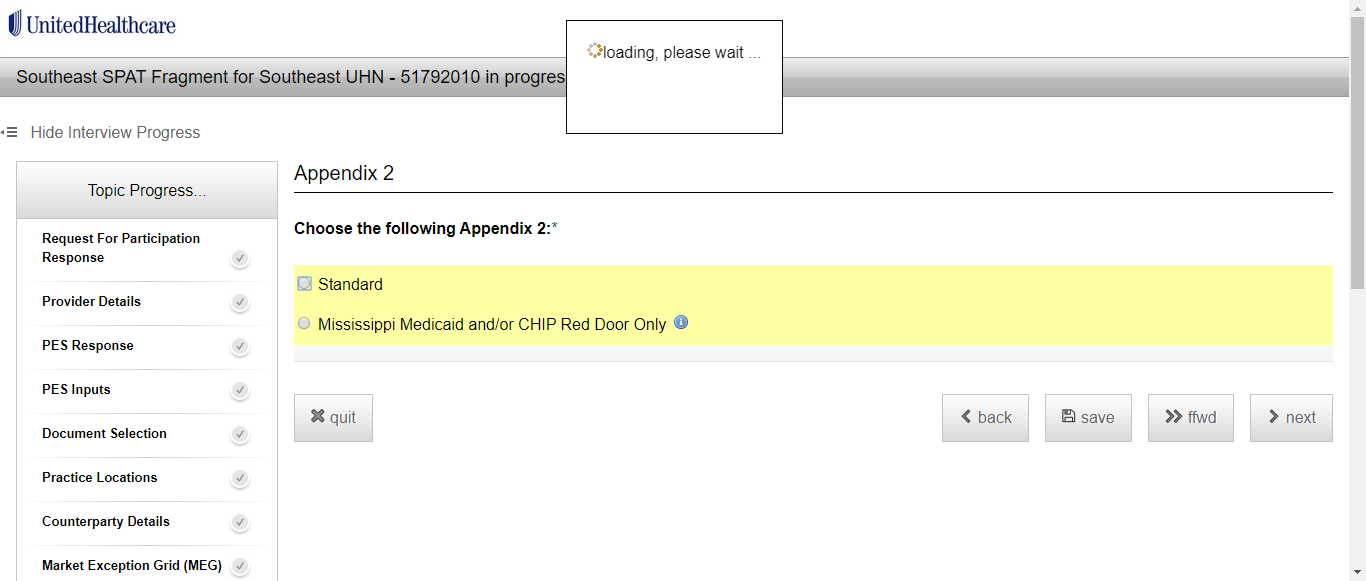 UnitedHealthcare
loading, please wait ...
Southeast SPAT Fragment for Southeast UHN - 51792010 in progres
Hide Interview Progress
Topic Progress...
Request For Participation
Response
Provider Details
PES Response
PES Inputs
Document Selection
Practice Locations
Counterparty Details
Market Exception Grid (MEG)
Appendix 2
Choose the following Appendix 2:*
Standard
Mississippi Medicaid and/or CHIP Red Door Only
quit
back
save
ffwd
next